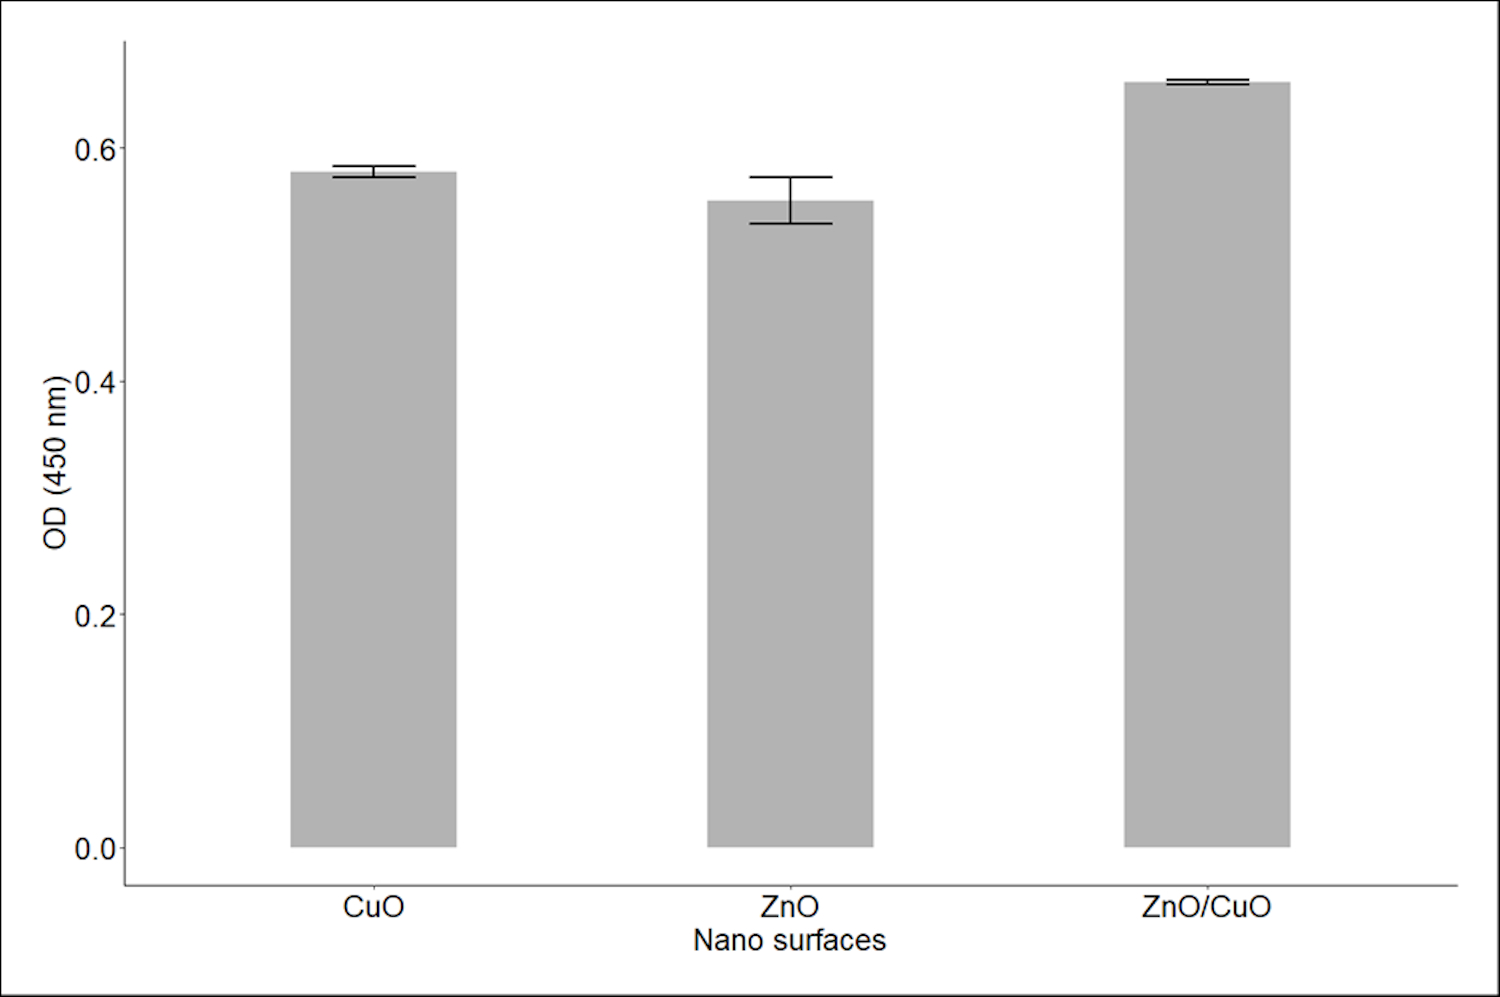 0.6
0.4
0.2
0.0
OD (450 nm)
CuO
ZnO
ZnO/CuO
Nano surfaces